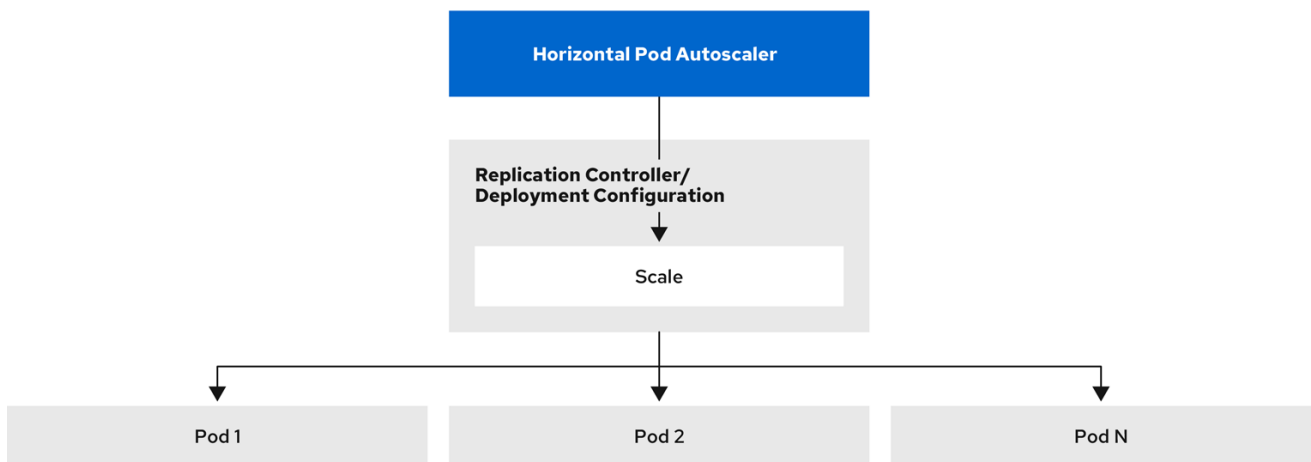 Horizontal Pod Autoscaler
Replication Controller/
Deployment Configuration
Scale
Pod 1
Pod 2
Pod N